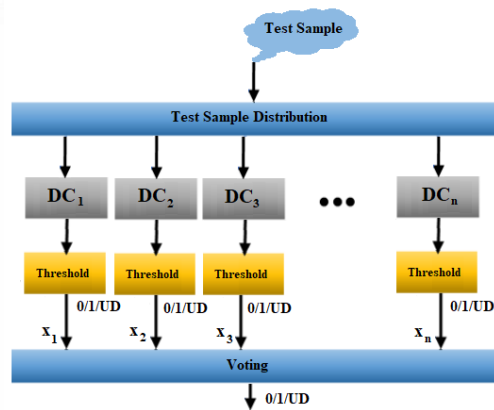 Test Sample
Test Sample Distribution
DC1 DC2 DC3 ••• DCn
Threshold Threshold Threshold Threshold
0/1/UD 0/1/UD 0/1/UD 0/1/UD
x1 x2 x3 xn
Voting
0/1/UD